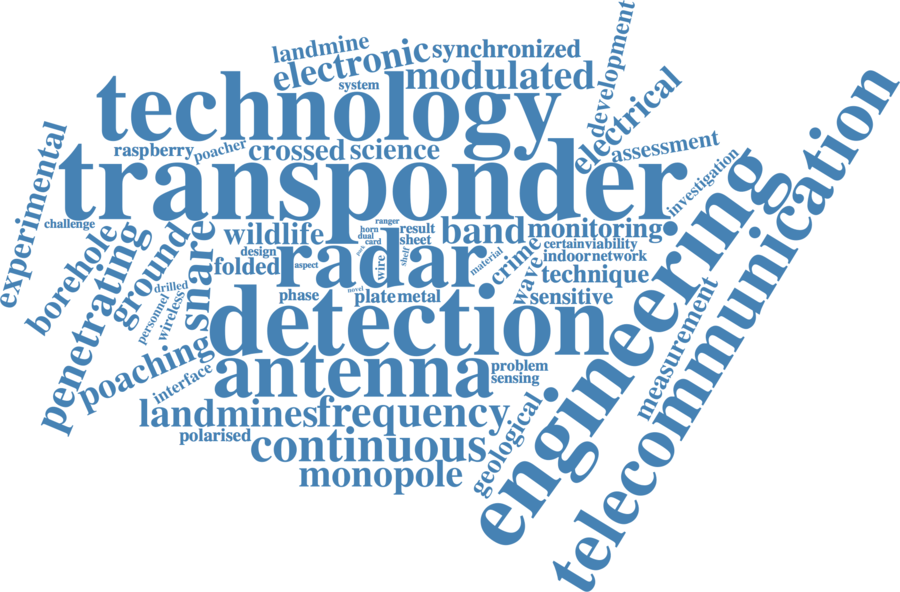 landmine
electronic
synchronized
development
system
modulated
electrical
technology
raspberry
poacher
crossed
science
assessment
experimental
transponder
investigation
challenge
wildlife
horn
ranger
dual
card
result
sheet
band
monitoring
borehole
penetrating
ground
snare
design
folded
aspect
radar
wire
shelf
material
crime
certain
viability
indoor
network
technique
drilled
personnel
wireless
phase
novel
plate
metal
wave
sensitive
engineering
telecommunication
detection
measurement
poaching
interface
antenna
problem
sensing
landmines
frequency
polarised
continuous
geological
monopole